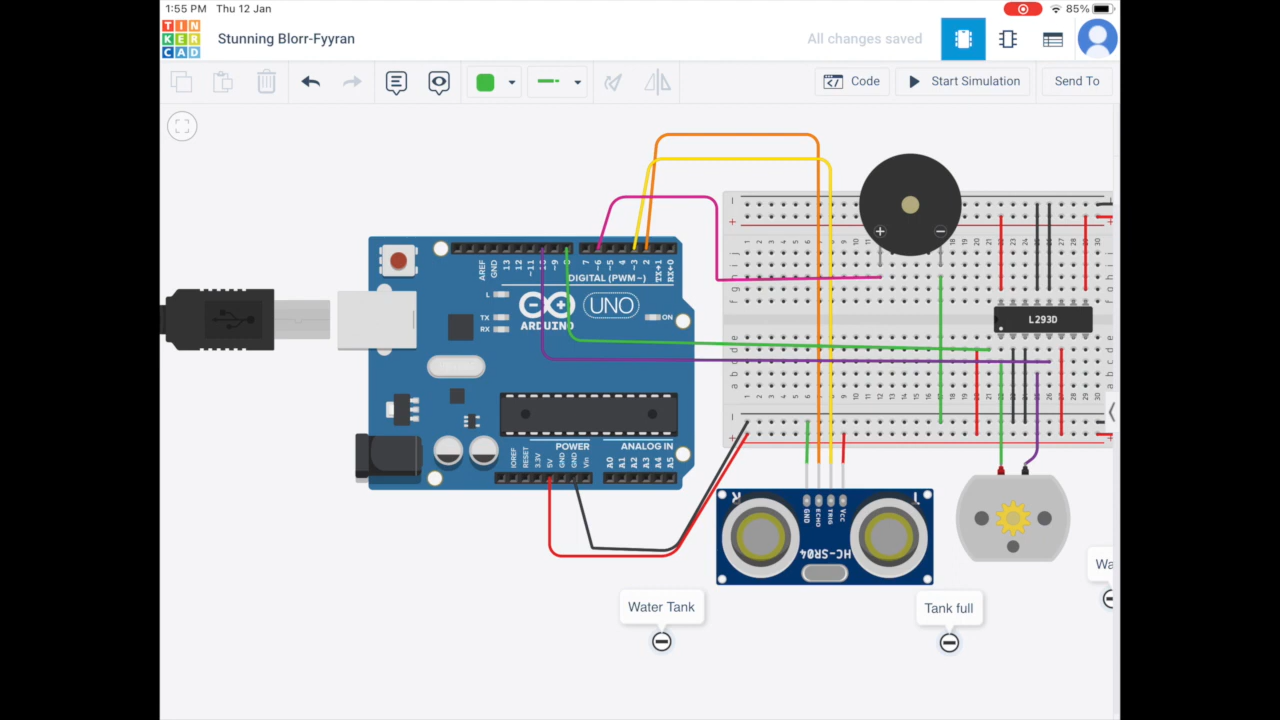 1:55 PM Thu 12 Jan
85%
TIN
KER
CAD
Stunning Blorr-Fyyran
All changes saved
Code
Start Simulation
Send To
AREF
GND
13
12
~11
~9
7
~6
~5
4
~3
2
TX→1
RX←0
DIGITAL (PWM~)
L
TX
RX
UNO
ARDUINO
ON
POWER
ANALOG IN
IOREF
RESET
3.3V
5V
GND
GND
Vin
A0
A1
A2
A3
A4
A5
L293D
GND
ECHO
TRIG
VCC
HC-SR04
R
T
Water Tank
Tank full
Wa